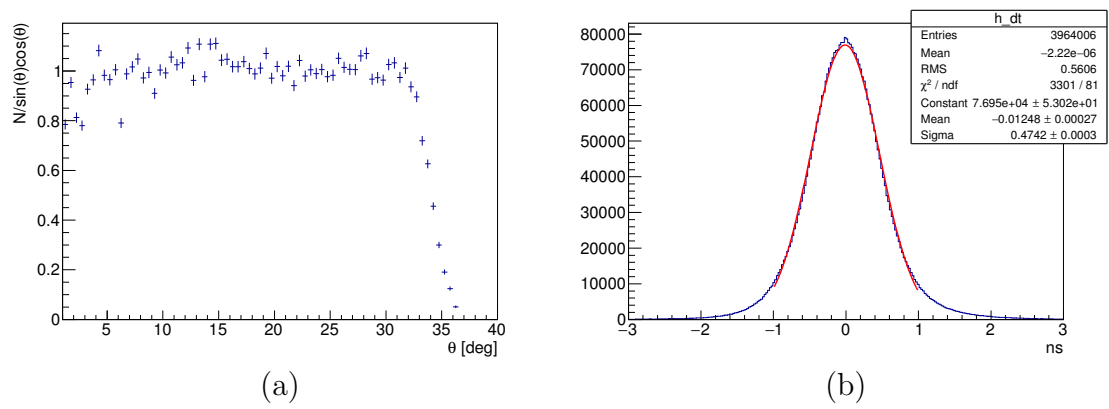 N/sin(θ)cos(θ)
1
0.8
0.6
0.4
0.2
0
5 10 15 20 25 30 35 40
θ [deg]
(a)
h_dt
Entries 3964006
Mean −2.22e−06
RMS 0.5606
χ² / ndf 3301 / 81
Constant 7.695e+04 ± 5.302e+01
Mean −0.01248 ± 0.00027
Sigma 0.4742 ± 0.0003
80000
70000
60000
50000
40000
30000
20000
10000
0
−3 −2 −1 0 1 2 3
ns
(b)